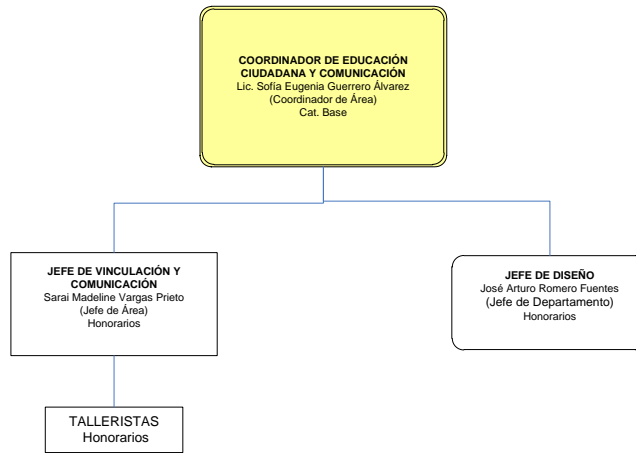 COORDINADOR DE EDUCACIÓN
CIUDADANA Y COMUNICACIÓN
Lic. Sofía Eugenia Guerrero Álvarez
(Coordinador de Área)
Cat. Base
JEFE DE VINCULACIÓN Y
COMUNICACIÓN
Sarai Madeline Vargas Prieto
(Jefe de Área)
Honorarios
JEFE DE DISEÑO
José Arturo Romero Fuentes
(Jefe de Departamento)
Honorarios
TALLERISTAS
Honorarios